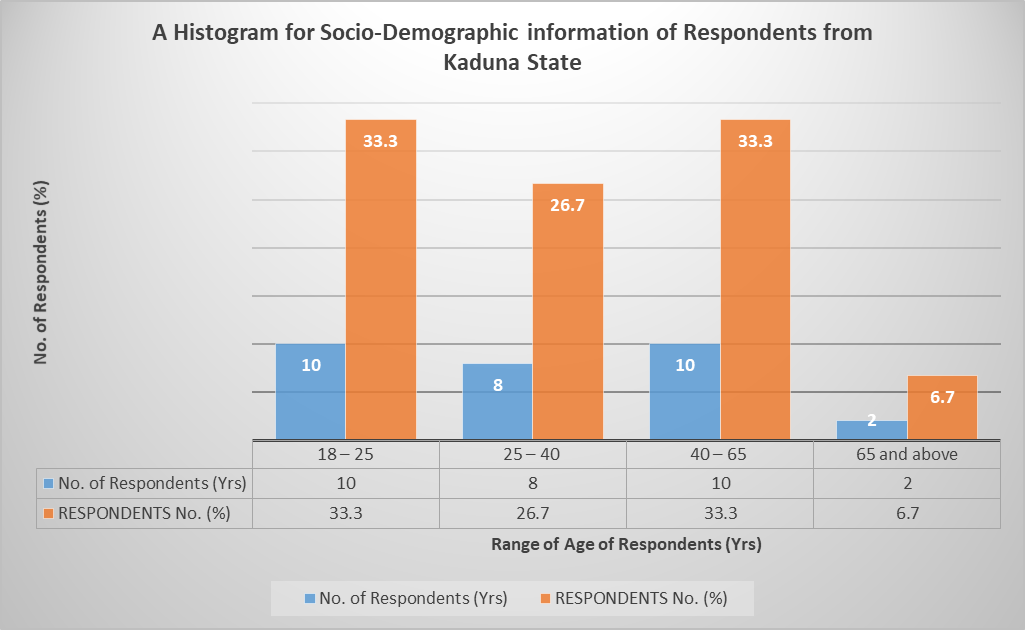 A Histogram for Socio-Demographic information of Respondents from
Kaduna State
No. of Respondents (%)
33.3
26.7
33.3
6.7
10
8
10
2
18 – 25 25 – 40 40 – 65 65 and above
No. of Respondents (Yrs) 10 8 10 2
RESPONDENTS No. (%) 33.3 26.7 33.3 6.7
Range of Age of Respondents (Yrs)
No. of Respondents (Yrs) RESPONDENTS No. (%)